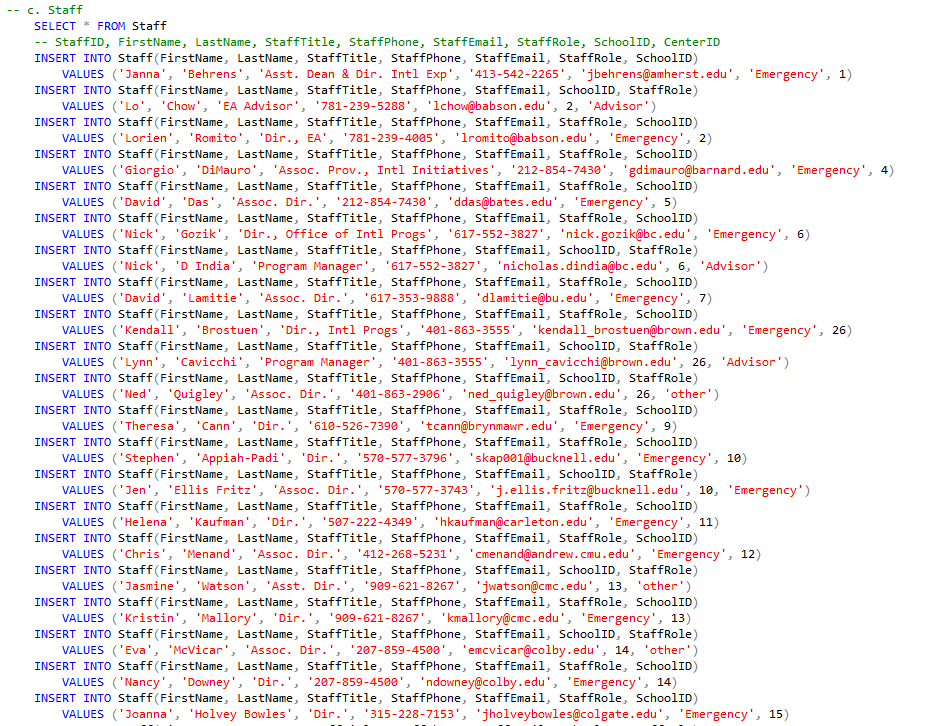 -- c. Staff
SELECT * FROM Staff
-- StaffID, FirstName, LastName, StaffTitle, StaffPhone, StaffEmail, StaffRole, SchoolID, CenterID
INSERT INTO Staff(FirstName, LastName, StaffTitle, StaffPhone, StaffEmail, StaffRole, SchoolID)
VALUES ('Janna', 'Behrens', 'Asst. Dean & Dir. Intl Exp', '413-542-2265', 'jbehrens@amherst.edu', 'Emergency', 1)
INSERT INTO Staff(FirstName, LastName, StaffTitle, StaffPhone, StaffEmail, SchoolID, StaffRole)
VALUES ('Lo', 'Chow', 'EA Advisor', '781-239-5288', 'lchow@babson.edu', 2, 'Advisor')
INSERT INTO Staff(FirstName, LastName, StaffTitle, StaffPhone, StaffEmail, StaffRole, SchoolID)
VALUES ('Lorien', 'Romito', 'Dir., EA', '781-239-4005', 'lromito@babson.edu', 'Emergency', 2)
INSERT INTO Staff(FirstName, LastName, StaffTitle, StaffPhone, StaffEmail, StaffRole, SchoolID)
VALUES ('Giorgio', 'DiMauro', 'Assoc. Prov., Intl Initiatives', '212-854-7430', 'gdimauro@barnard.edu', 'Emergency', 4)
INSERT INTO Staff(FirstName, LastName, StaffTitle, StaffPhone, StaffEmail, StaffRole, SchoolID)
VALUES ('David', 'Das', 'Assoc. Dir.', '212-854-7430', 'ddas@bates.edu', 'Emergency', 5)
INSERT INTO Staff(FirstName, LastName, StaffTitle, StaffPhone, StaffEmail, StaffRole, SchoolID)
VALUES ('Nick', 'Gozik', 'Dir., Office of Intl Progs', '617-552-3827', 'nick.gozik@bc.edu', 'Emergency', 6)
INSERT INTO Staff(FirstName, LastName, StaffTitle, StaffPhone, StaffEmail, SchoolID, StaffRole)
VALUES ('Nick', 'D India', 'Program Manager', '617-552-3827', 'nicholas.dindia@bc.edu', 6, 'Advisor')
INSERT INTO Staff(FirstName, LastName, StaffTitle, StaffPhone, StaffEmail, StaffRole, SchoolID)
VALUES ('David', 'Lamitie', 'Assoc. Dir.', '617-353-9888', 'dlamitie@bu.edu', 'Emergency', 7)
INSERT INTO Staff(FirstName, LastName, StaffTitle, StaffPhone, StaffEmail, StaffRole, SchoolID)
VALUES ('Kendall', 'Brostuen', 'Dir., Intl Progs', '401-863-3555', 'kendall_brostuen@brown.edu', 'Emergency', 26)
INSERT INTO Staff(FirstName, LastName, StaffTitle, StaffPhone, StaffEmail, SchoolID, StaffRole)
VALUES ('Lynn', 'Cavicchi', 'Program Manager', '401-863-3555', 'lynn_cavicchi@brown.edu', 26, 'Advisor')
INSERT INTO Staff(FirstName, LastName, StaffTitle, StaffPhone, StaffEmail, SchoolID, StaffRole)
VALUES ('Ned', 'Quigley', 'Assoc. Dir.', '401-863-2906', 'ned_quigley@brown.edu', 26, 'other')
INSERT INTO Staff(FirstName, LastName, StaffTitle, StaffPhone, StaffEmail, StaffRole, SchoolID)
VALUES ('Theresa', 'Cann', 'Dir.', '610-526-7390', 'tcann@brynmawr.edu', 'Emergency', 9)
INSERT INTO Staff(FirstName, LastName, StaffTitle, StaffPhone, StaffEmail, StaffRole, SchoolID)
VALUES ('Stephen', 'Appiah-Padi', 'Dir.', '570-577-3796', 'skap001@bucknell.edu', 'Emergency', 10)
INSERT INTO Staff(FirstName, LastName, StaffTitle, StaffPhone, StaffEmail, SchoolID, StaffRole)
VALUES ('Jen', 'Ellis Fritz', 'Assoc. Dir.', '570-577-3743', 'j.ellis.fritz@bucknell.edu', 10, 'Emergency')
INSERT INTO Staff(FirstName, LastName, StaffTitle, StaffPhone, StaffEmail, StaffRole, SchoolID)
VALUES ('Helena', 'Kaufman', 'Dir.', '507-222-4349', 'hkaufman@carleton.edu', 'Emergency', 11)
INSERT INTO Staff(FirstName, LastName, StaffTitle, StaffPhone, StaffEmail, StaffRole, SchoolID)
VALUES ('Chris', 'Menand', 'Assoc. Dir.', '412-268-5231', 'cmenand@andrew.cmu.edu', 'Emergency', 12)
INSERT INTO Staff(FirstName, LastName, StaffTitle, StaffPhone, StaffEmail, SchoolID, StaffRole)
VALUES ('Jasmine', 'Watson', 'Asst. Dir.', '909-621-8267', 'jwatson@cmc.edu', 13, 'other')
INSERT INTO Staff(FirstName, LastName, StaffTitle, StaffPhone, StaffEmail, StaffRole, SchoolID)
VALUES ('Kristin', 'Mallory', 'Dir.', '909-621-8267', 'kmallory@cmc.edu', 'Emergency', 13)
INSERT INTO Staff(FirstName, LastName, StaffTitle, StaffPhone, StaffEmail, SchoolID, StaffRole)
VALUES ('Eva', 'McVicar', 'Assoc. Dir.', '207-859-4500', 'emcvicar@colby.edu', 14, 'other')
INSERT INTO Staff(FirstName, LastName, StaffTitle, StaffPhone, StaffEmail, StaffRole, SchoolID)
VALUES ('Nancy', 'Downey', 'Dir.', '207-859-4500', 'ndowney@colby.edu', 'Emergency', 14)
INSERT INTO Staff(FirstName, LastName, StaffTitle, StaffPhone, StaffEmail, StaffRole, SchoolID)
VALUES ('Joanna', 'Holvey Bowles', 'Dir.', '315-228-7153', 'jholveybowles@colgate.edu', 'Emergency', 15)